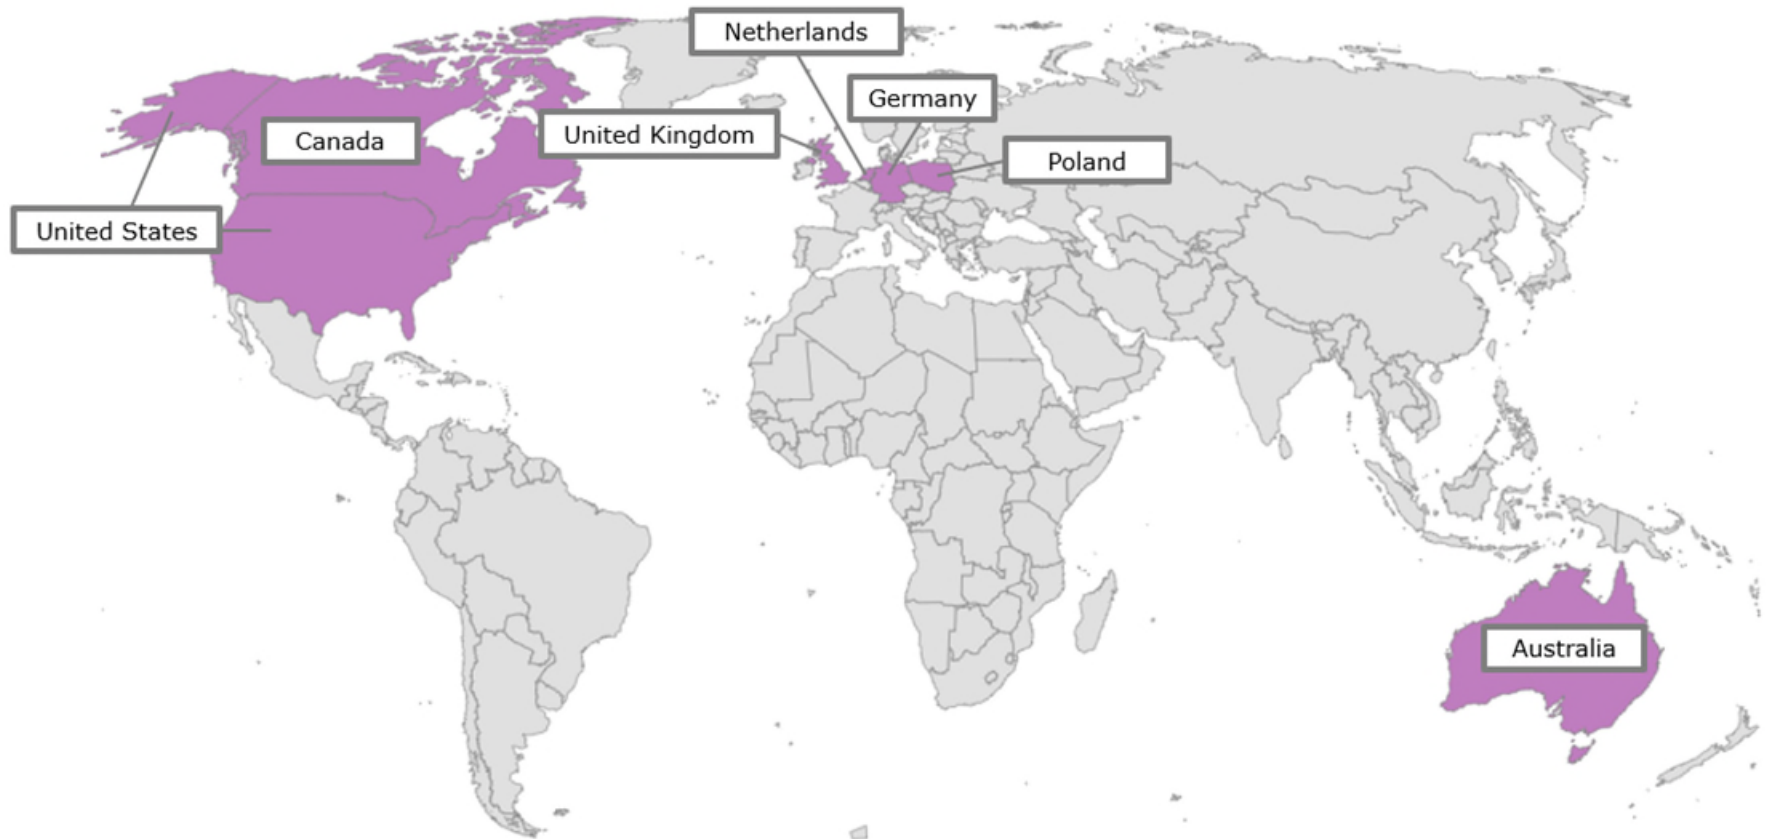 Netherlands
Germany
Canada
United Kingdom
Poland
United States
Australia